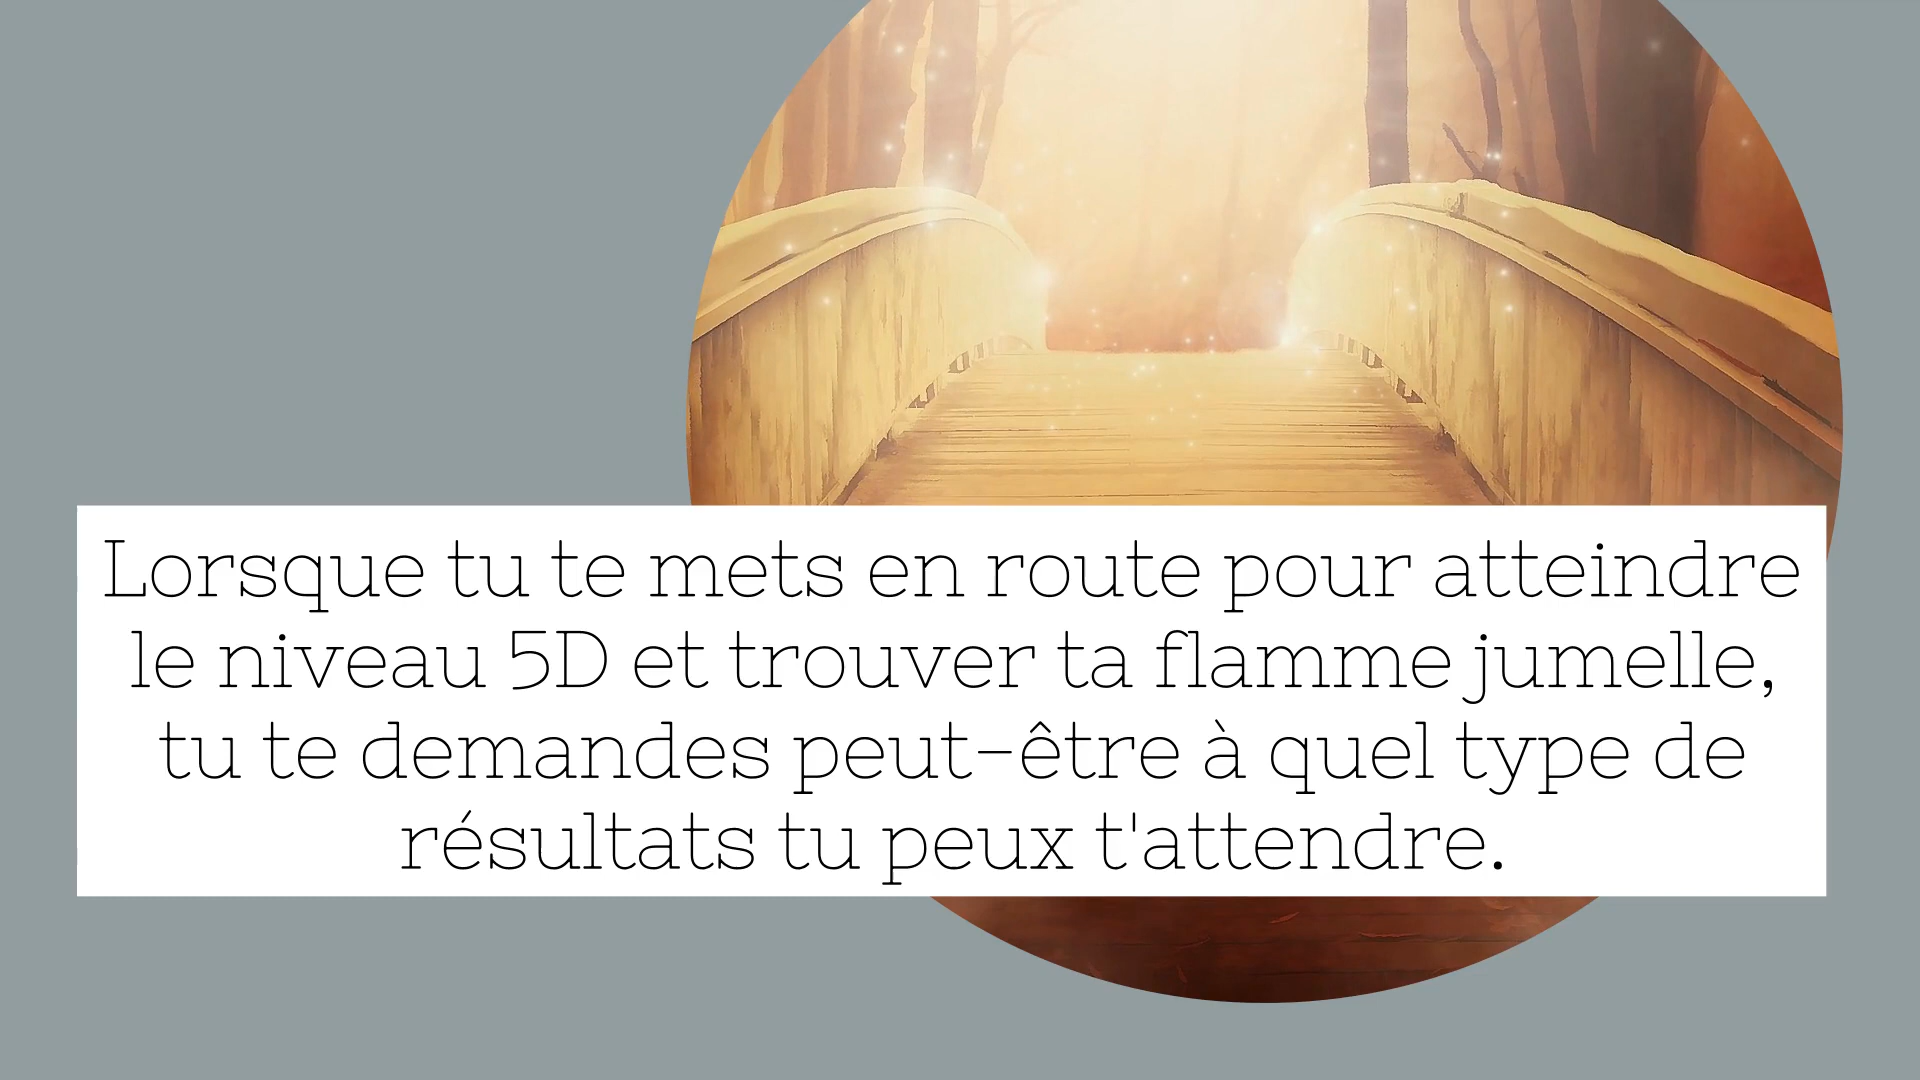 Lorsque tu te mets en route pour atteindre
le niveau 5D et trouver ta flamme jumelle,
tu te demandes peut-être à quel type de
résultats tu peux t'attendre.